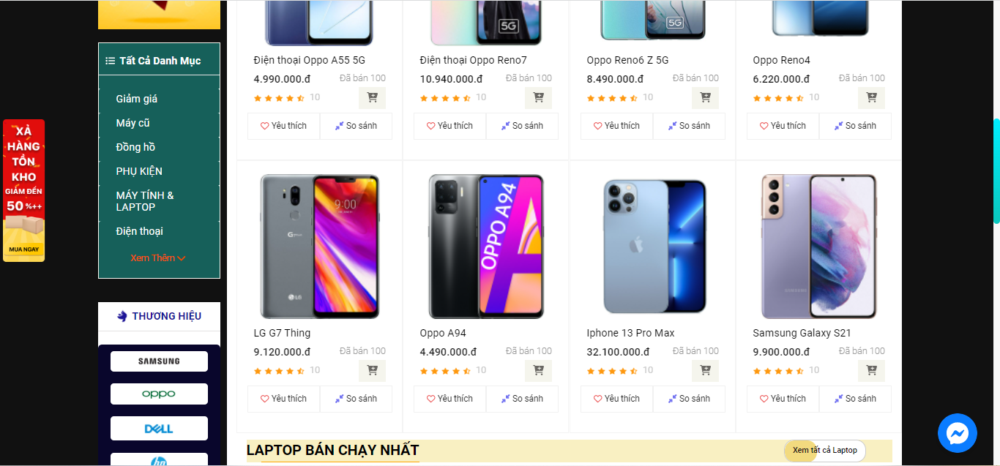 5G
5G
Điện thoại Oppo A55 5G
Điện thoại Oppo Reno7
Oppo Reno6 Z 5G
Oppo Reno4
4.990.000.đ
Đã bán 100
10.940.000.đ
Đã bán 100
8.490.000.đ
Đã bán 100
6.220.000.đ
Đã bán 100
10
10
10
10
Yêu thích
So sánh
Yêu thích
So sánh
Yêu thích
So sánh
Yêu thích
So sánh
Tất Cả Danh Mục
Giảm giá
Máy cũ
Đồng hồ
PHỤ KIỆN
MÁY TÍNH &
LAPTOP
Điện thoại
Xem Thêm
XẢ
HÀNG
TỒN
KHO
GIẢM ĐẾN
50%++
MUA NGAY
9:00
LG
OPPO A94
SAMSUNG
LG G7 Thing
Oppo A94
Iphone 13 Pro Max
Samsung Galaxy S21
9.120.000.đ
Đã bán 100
4.490.000.đ
Đã bán 100
32.100.000.đ
Đã bán 100
9.900.000.đ
Đã bán 100
10
10
10
10
Yêu thích
So sánh
Yêu thích
So sánh
Yêu thích
So sánh
Yêu thích
So sánh
THƯƠNG HIỆU
SAMSUNG
oppo
DELL
hp
LAPTOP BÁN CHẠY NHẤT
Xem tất cả Laptop